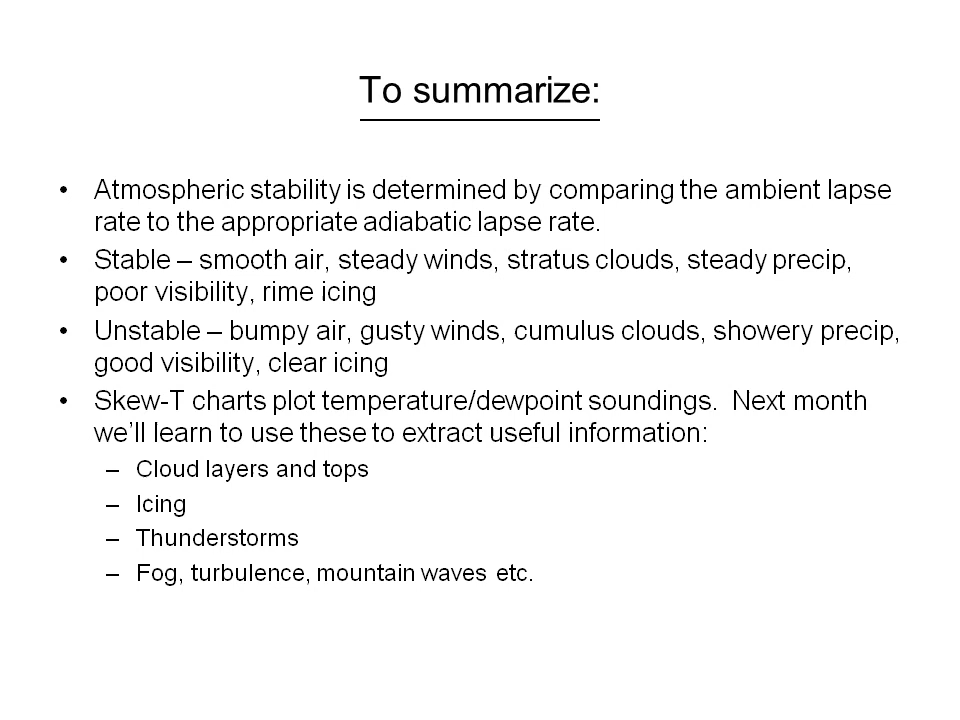 To summarize:
• Atmospheric stability is determined by comparing the ambient lapse
rate to the appropriate adiabatic lapse rate.
• Stable – smooth air, steady winds, stratus clouds, steady precip,
poor visibility, rime icing
• Unstable – bumpy air, gusty winds, cumulus clouds, showery precip,
good visibility, clear icing
• Skew-T charts plot temperature/dewpoint soundings.  Next month
we’ll learn to use these to extract useful information:
– Cloud layers and tops
– Icing
– Thunderstorms
– Fog, turbulence, mountain waves etc.